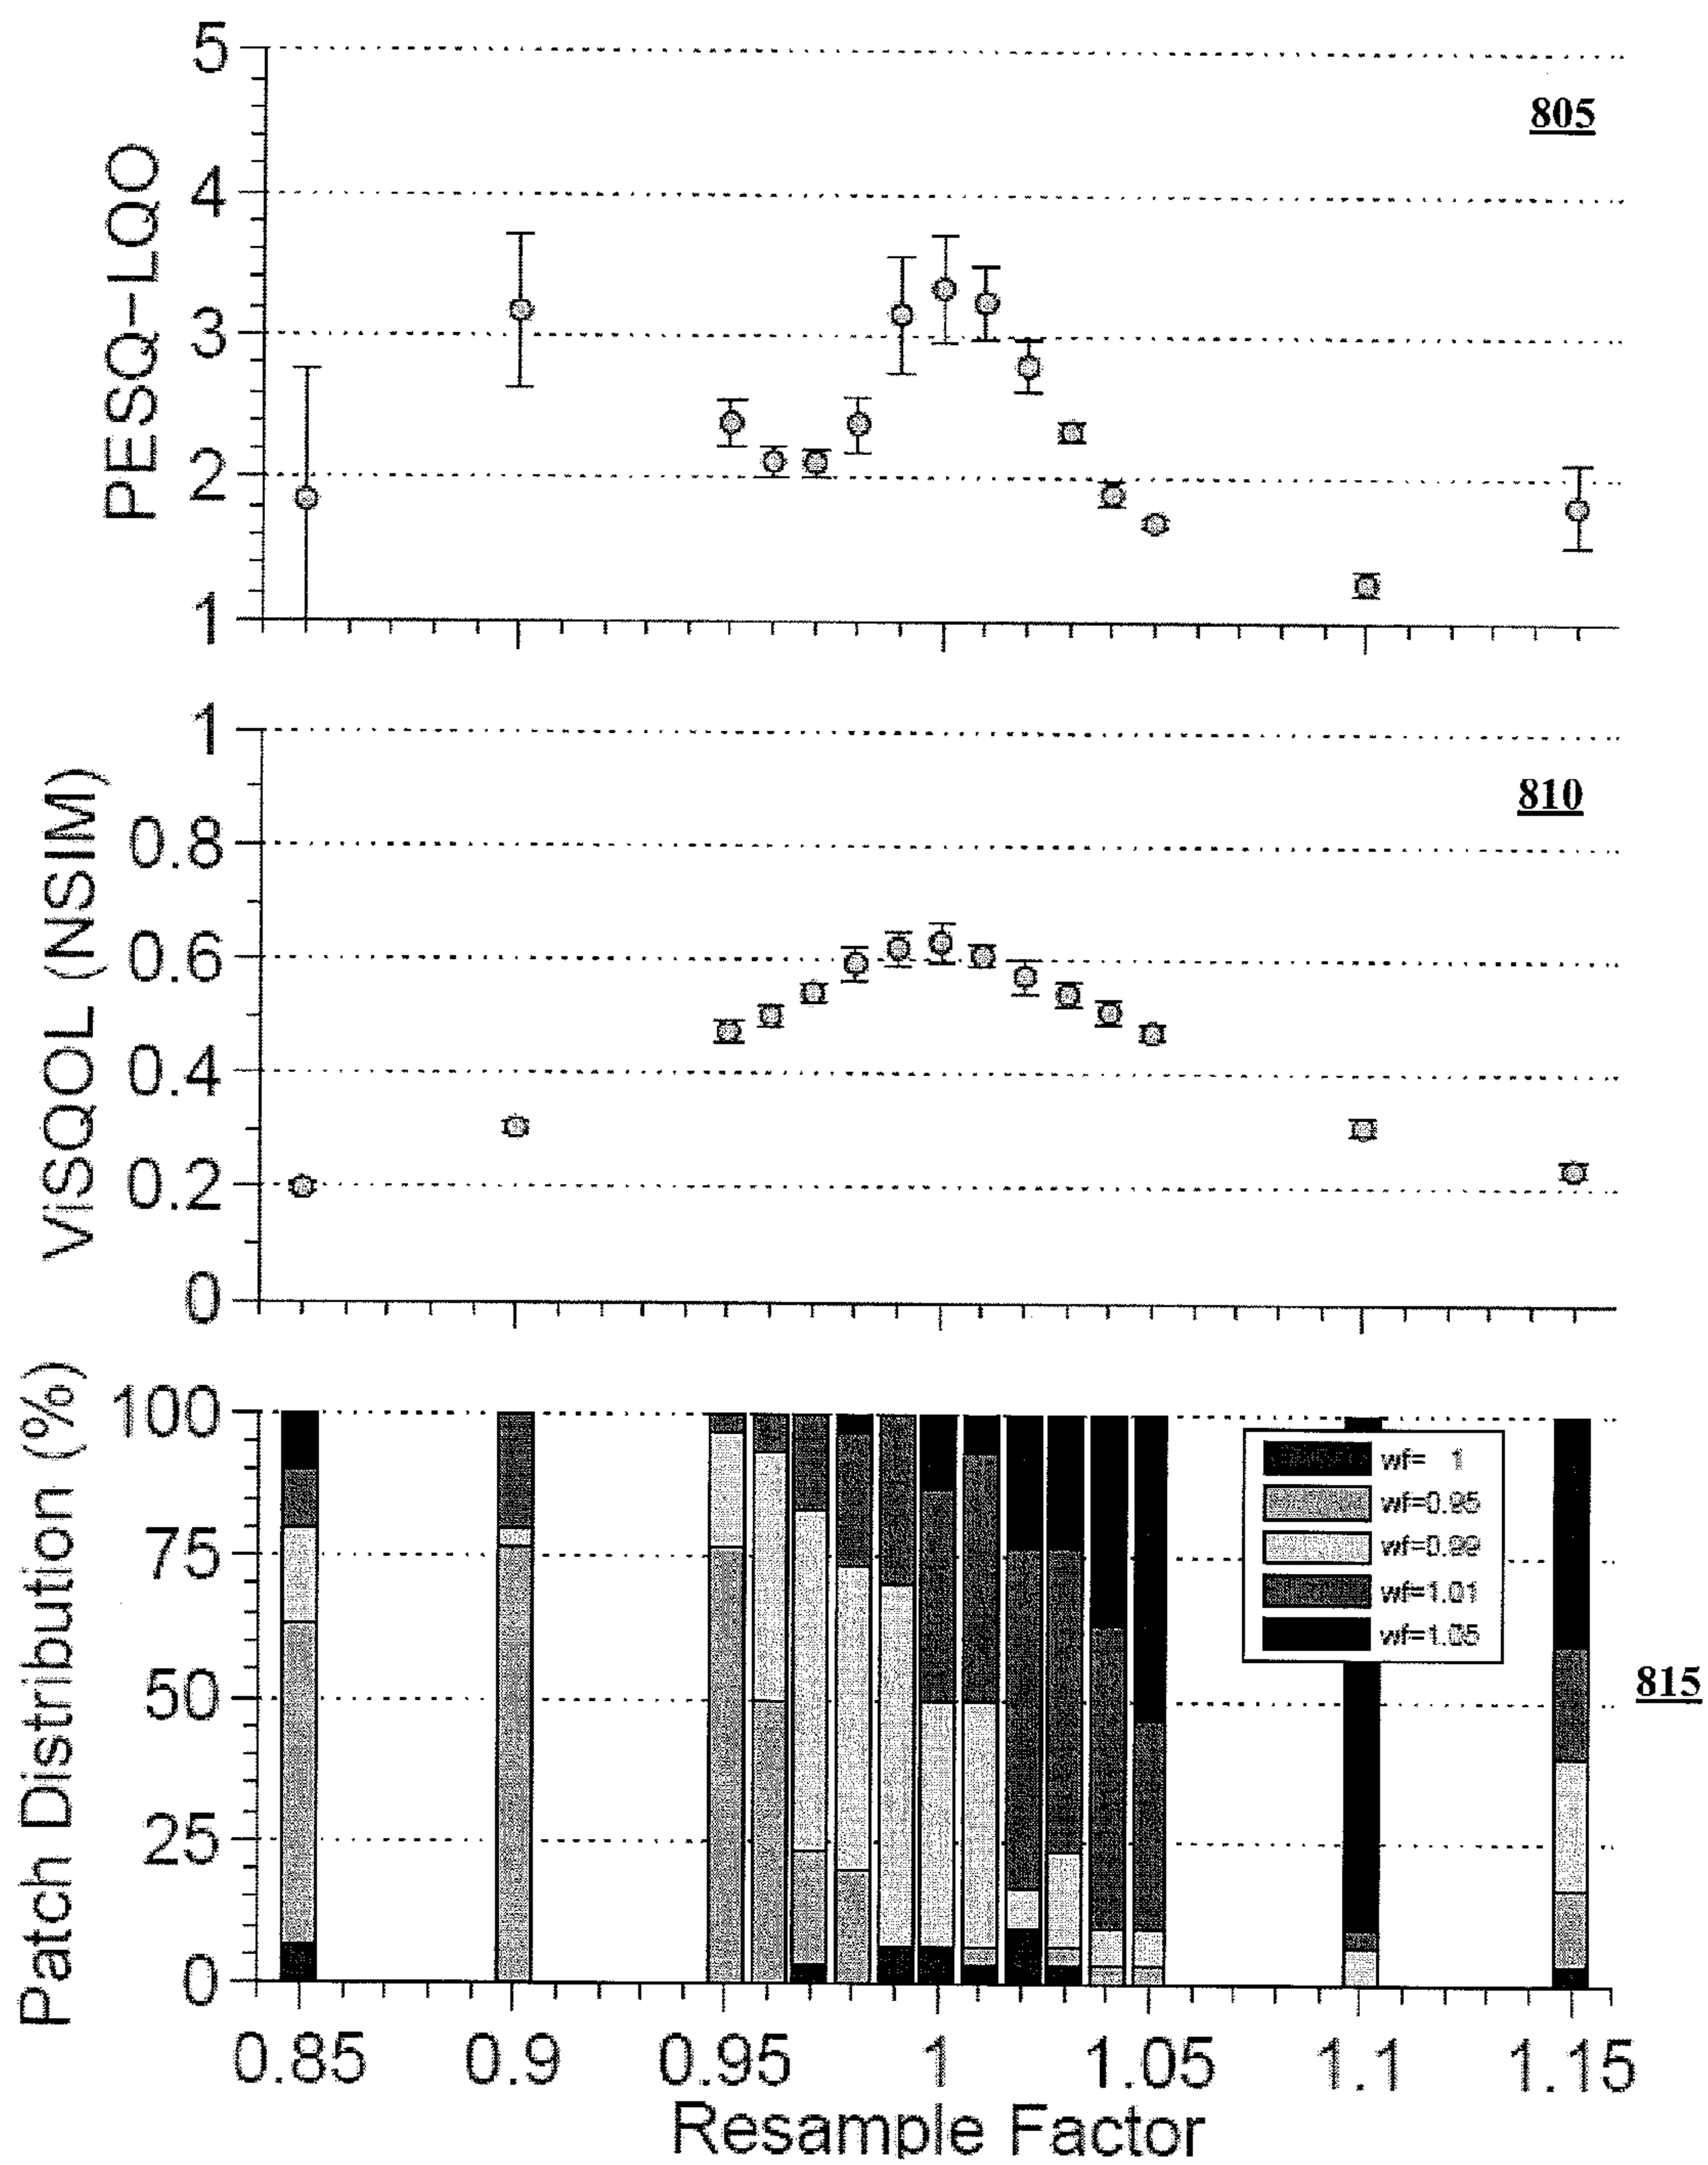 5
805
4
3
2
1
PESQ-LQO
1
810
0.8
0.6
0.4
0.2
0
ViSQOL (NSIM)
100
75
50
25
0
Patch Distribution (%)
wf= 1
wf=0.95
wf=0.99
wf=1.01
wf=1.05
815
0.85 0.9 0.95 1 1.05 1.1 1.15
Resample Factor